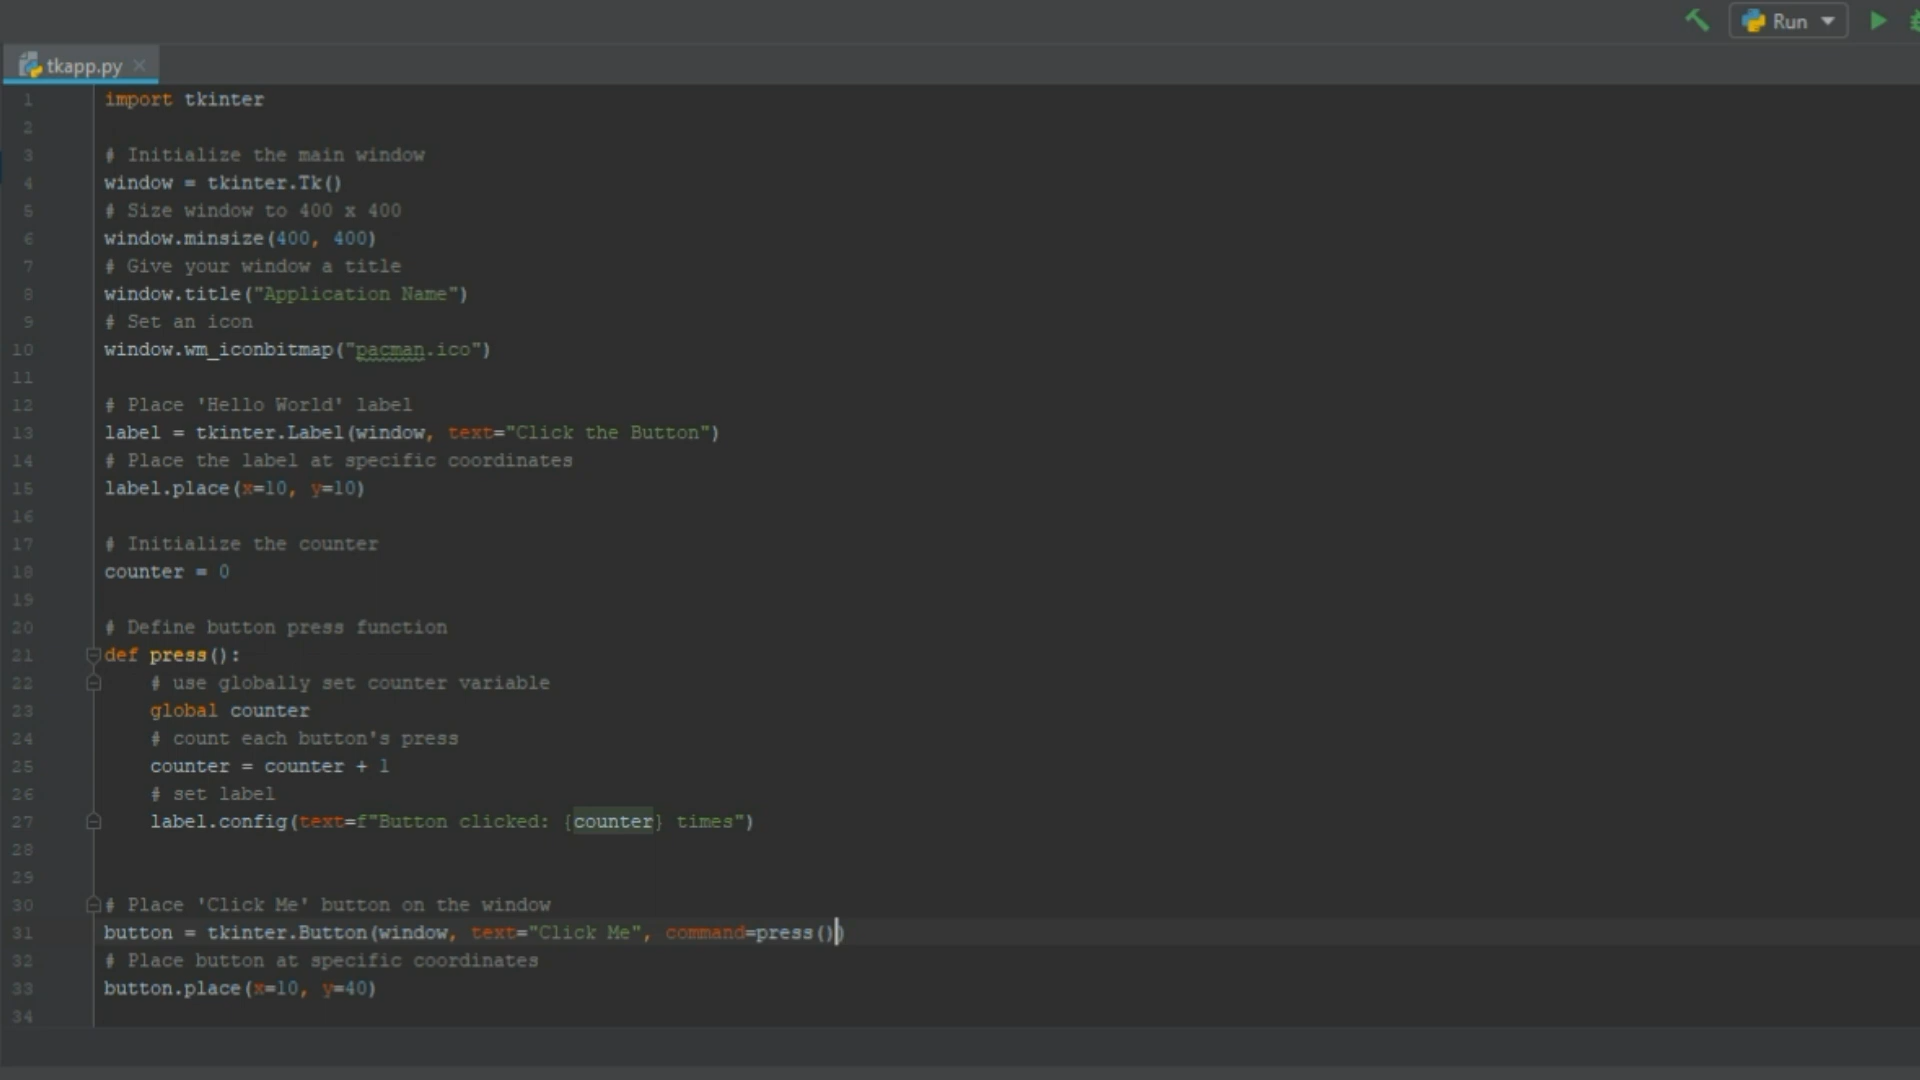 Run
tkapp.py
1 import tkinter
2
3 # Initialize the main window
4 window = tkinter.Tk()
5 # Size window to 400 x 400
6 window.minsize(400, 400)
7 # Give your window a title
8 window.title("Application Name")
9 # Set an icon
10 window.wm_iconbitmap("pacman.ico")
11
12 # Place 'Hello World' label
13 label = tkinter.Label(window, text="Click the Button")
14 # Place the label at specific coordinates
15 label.place(x=10, y=10)
16
17 # Initialize the counter
18 counter = 0
19
20 # Define button press function
21 def press():
22     # use globally set counter variable
23     global counter
24     # count each button's press
25     counter = counter + 1
26     # set label
27     label.config(text=f"Button clicked: {counter} times")
28
29
30 # Place 'Click Me' button on the window
31 button = tkinter.Button(window, text="Click Me", command=press())
32 # Place button at specific coordinates
33 button.place(x=10, y=40)
34